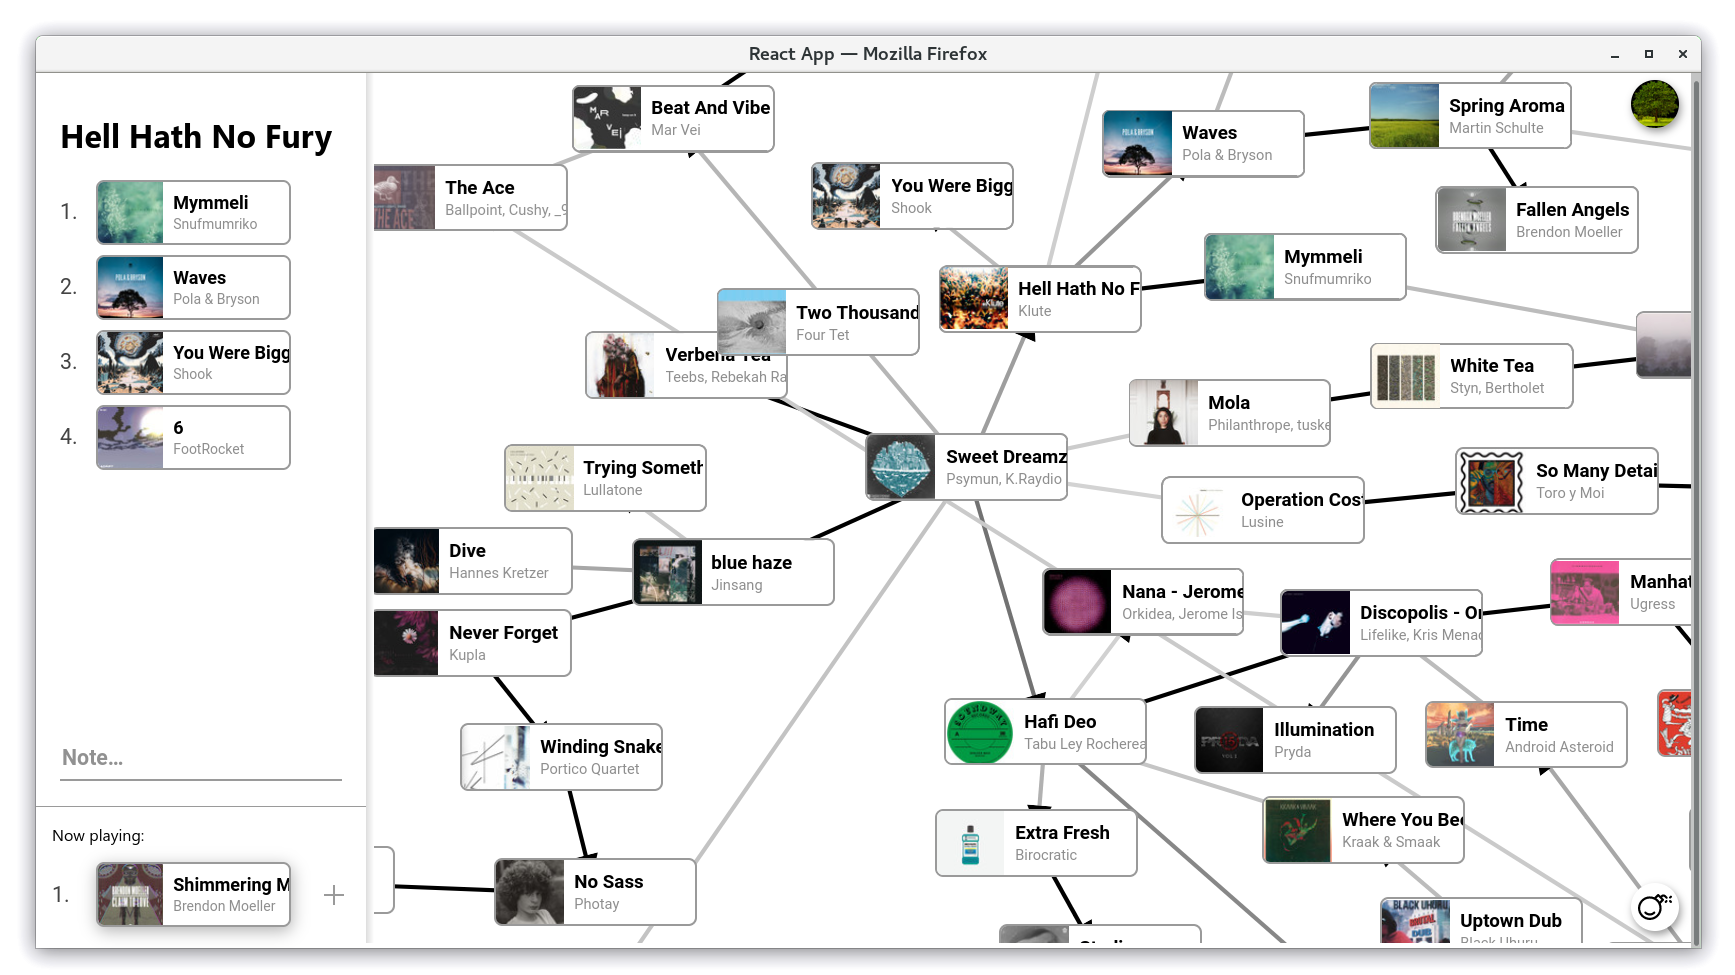 React App — Mozilla Firefox
Hell Hath No Fury
1.
Mymmeli
Snufmumriko
2.
Waves
Pola & Bryson
3.
You Were Bigg
Shook
4.
6
FootRocket
Note...
Now playing:
1.
Shimmering M
Brendon Moeller
Beat And Vibe
Mar Vei
The Ace
Ballpoint, Cushy, _9
You Were Bigg
Shook
Waves
Pola & Bryson
Spring Aroma
Martin Schulte
Fallen Angels
Brendon Moeller
Mymmeli
Snufmumriko
Hell Hath No F
Klute
Two Thousand
Four Tet
Verbena Tea
Teebs, Rebekah Ra
White Tea
Styn, Bertholet
Mola
Philanthrope, tuske
Sweet Dreamz
Psymun, K.Raydio
Trying Someth
Lullatone
So Many Detai
Toro y Moi
Operation Cos
Lusine
Dive
Hannes Kretzer
blue haze
Jinsang
Nana - Jerome
Orkidea, Jerome Is
Discopolis - Or
Lifelike, Kris Menac
Manhat
Ugress
Never Forget
Kupla
Winding Snake
Portico Quartet
Hafi Deo
Tabu Ley Rocherea
Illumination
Pryda
Time
Android Asteroid
Extra Fresh
Birocratic
Where You Bee
Kraak & Smaak
No Sass
Photay
Uptown Dub
Black Uhuru